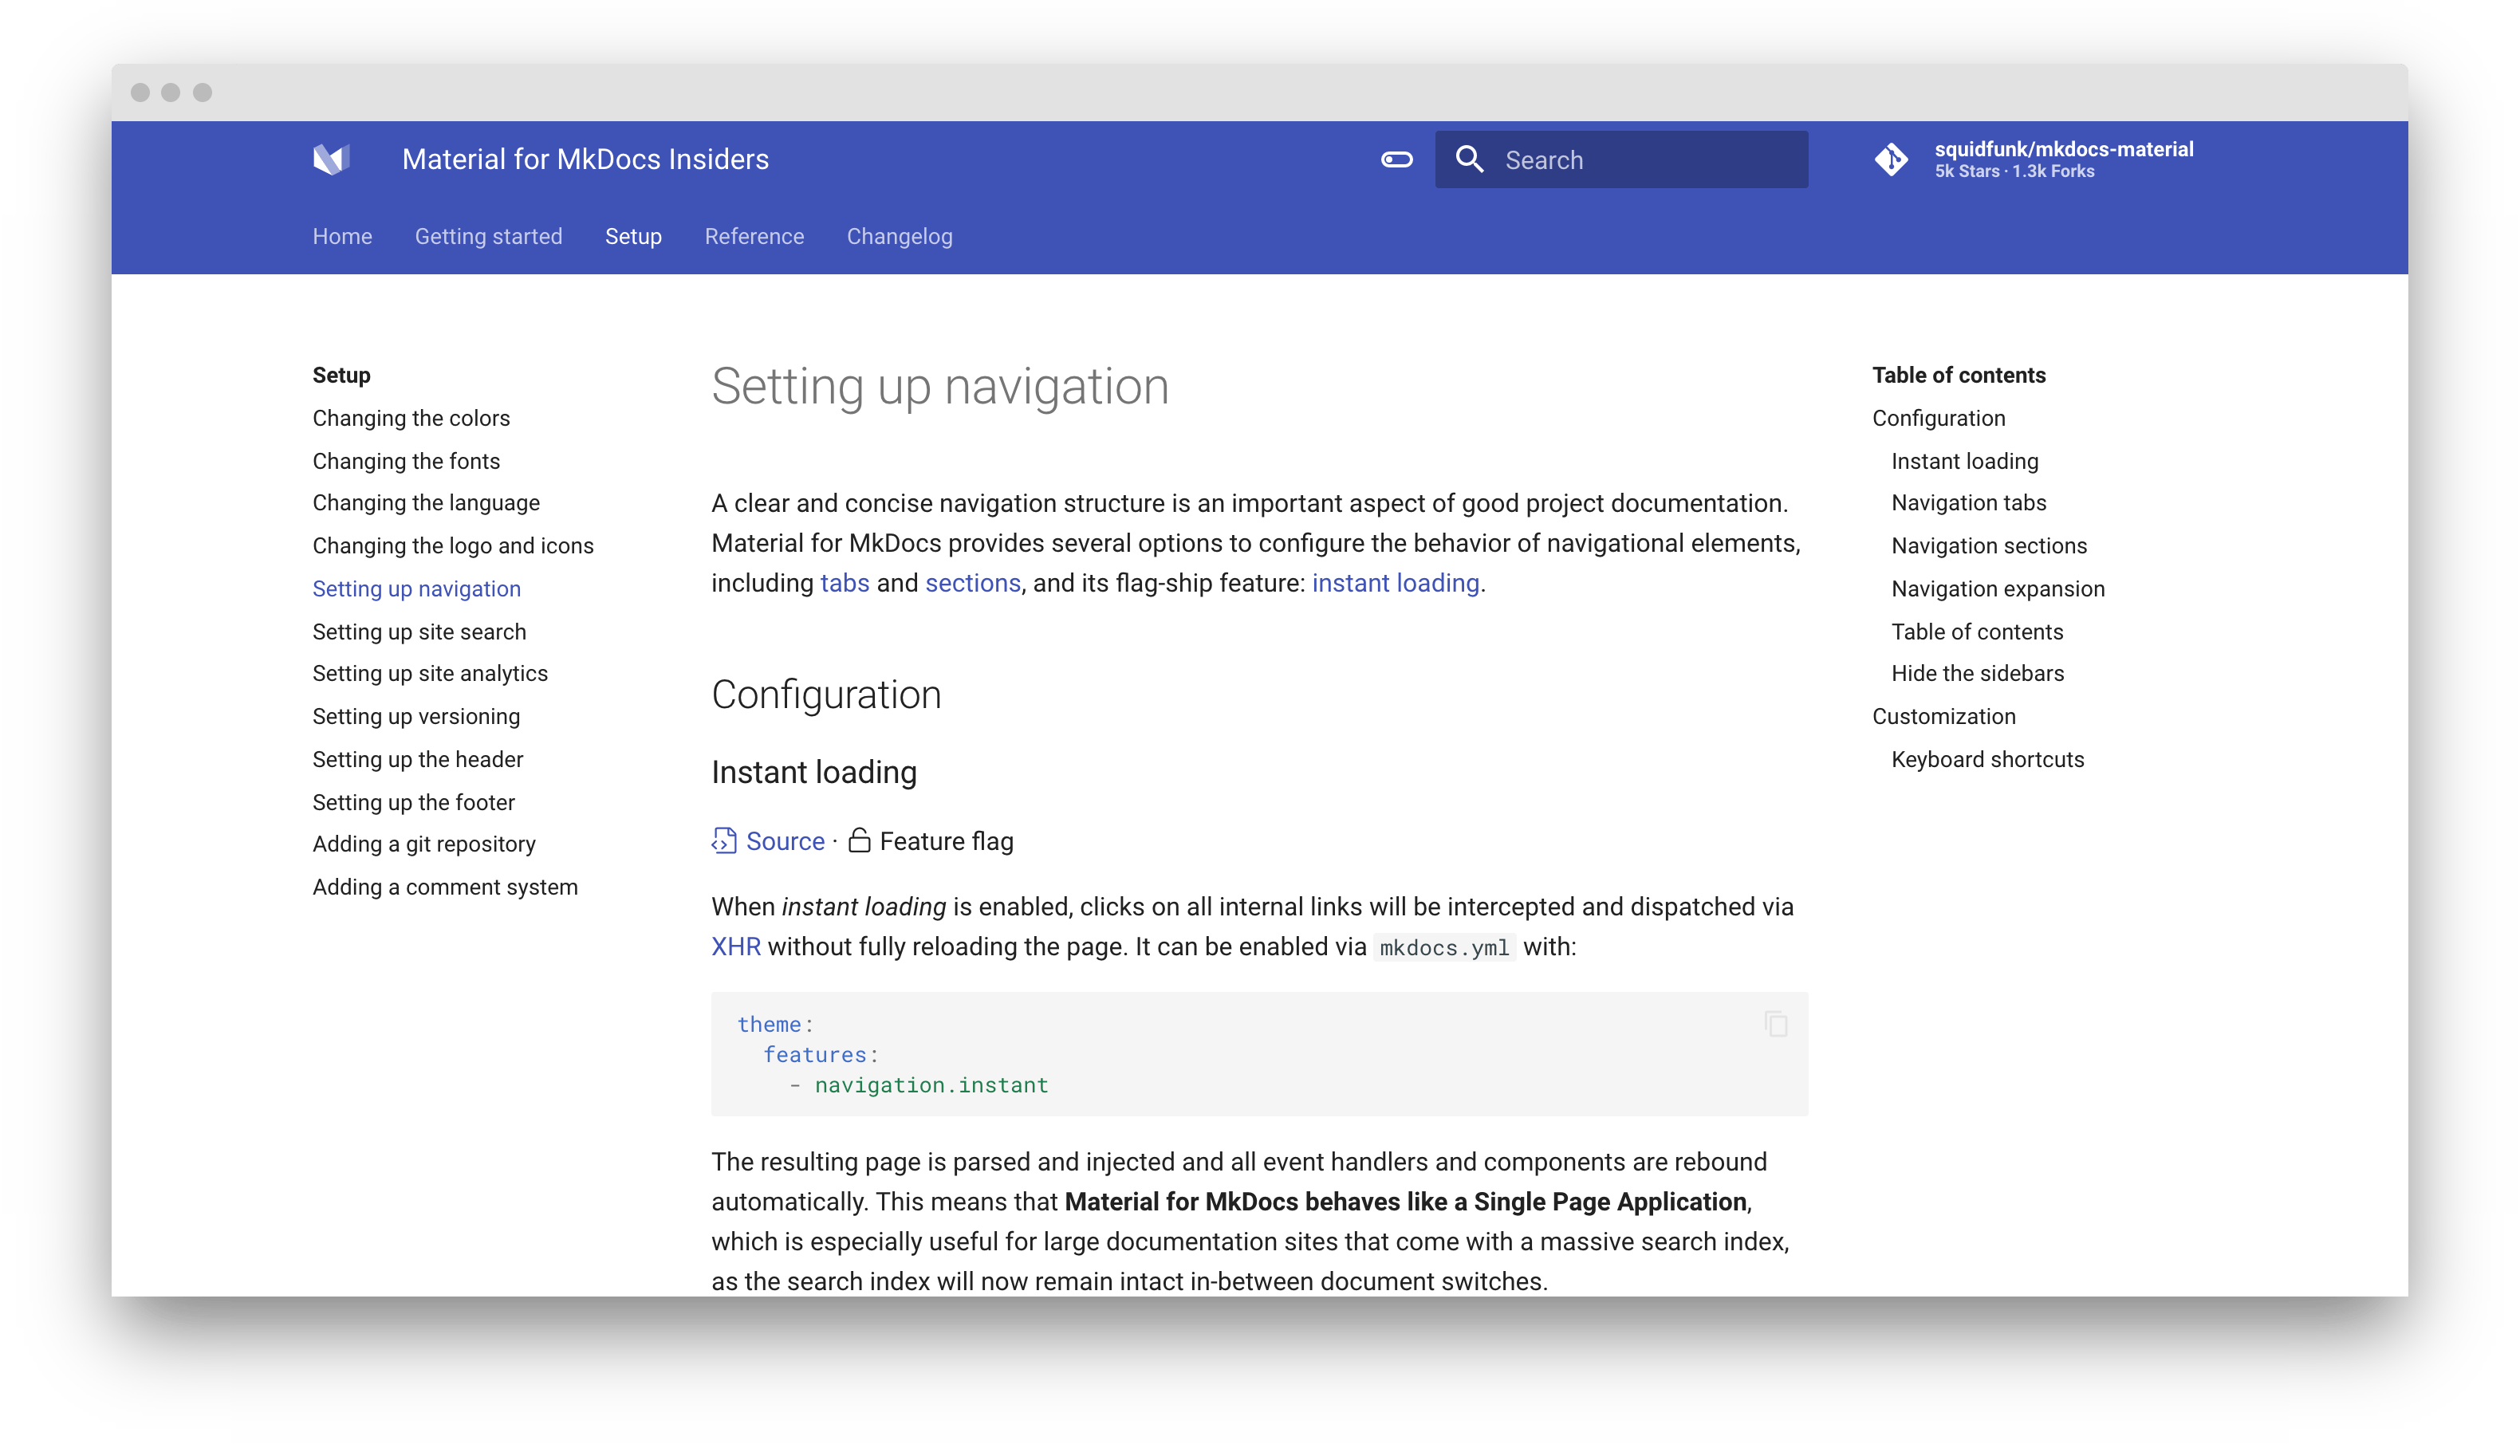 Material for MkDocs Insiders
Search
squidfunk/mkdocs-material
5k Stars · 1.3k Forks
Home
Getting started
Setup
Reference
Changelog
Setup
Changing the colors
Changing the fonts
Changing the language
Changing the logo and icons
Setting up navigation
Setting up site search
Setting up site analytics
Setting up versioning
Setting up the header
Setting up the footer
Adding a git repository
Adding a comment system
Setting up navigation
A clear and concise navigation structure is an important aspect of good project documentation.
Material for MkDocs provides several options to configure the behavior of navigational elements,
including tabs and sections, and its flag-ship feature: instant loading.
Configuration
Instant loading
Source · Feature flag
When instant loading is enabled, clicks on all internal links will be intercepted and dispatched via
XHR without fully reloading the page. It can be enabled via mkdocs.yml with:
theme:
  features:
    - navigation.instant
The resulting page is parsed and injected and all event handlers and components are rebound
automatically. This means that Material for MkDocs behaves like a Single Page Application,
which is especially useful for large documentation sites that come with a massive search index,
as the search index will now remain intact in-between document switches.
Table of contents
Configuration
Instant loading
Navigation tabs
Navigation sections
Navigation expansion
Table of contents
Hide the sidebars
Customization
Keyboard shortcuts